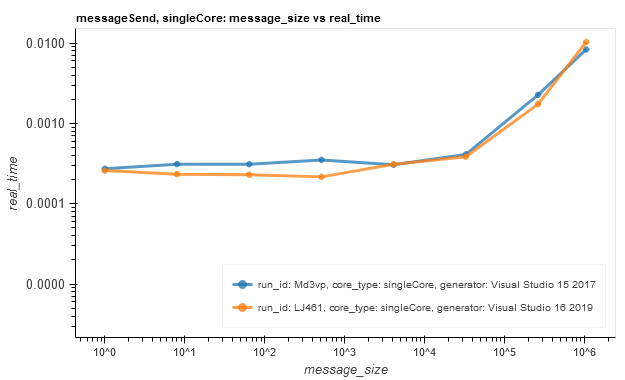 messageSend, singleCore: message_size vs real_time
0.0100
0.0010
0.0001
0.0000
real_time
run_id: Md3vp, core_type: singleCore, generator: Visual Studio 15 2017
run_id: LJ461, core_type: singleCore, generator: Visual Studio 16 2019
10^0 10^1 10^2 10^3 10^4 10^5 10^6
message_size